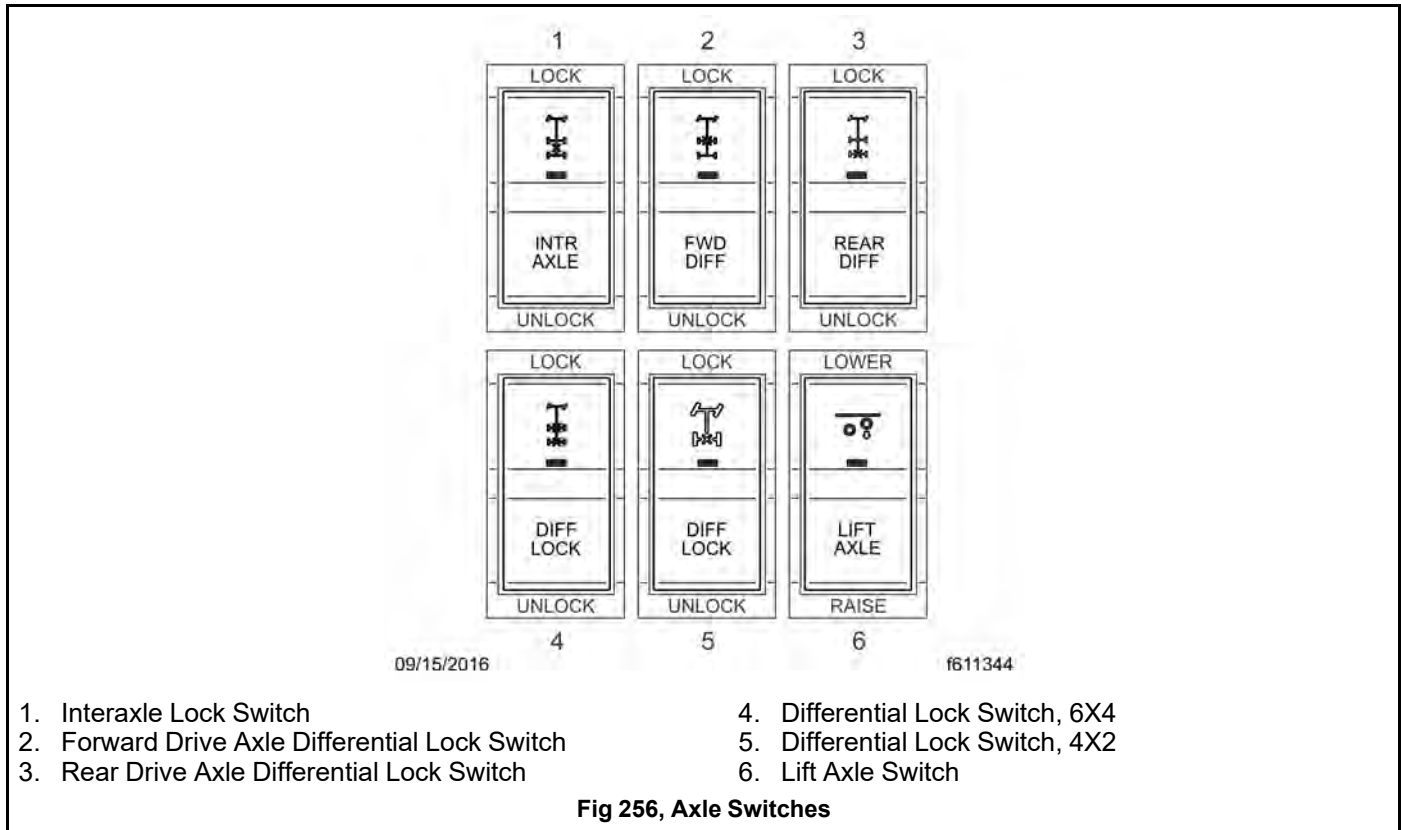 1 2 3
LOCK LOCK LOCK
INTR AXLE FWD DIFF REAR DIFF
UNLOCK UNLOCK UNLOCK
LOCK LOCK LOWER
DIFF LOCK DIFF LOCK LIFT AXLE
UNLOCK UNLOCK RAISE
4 5 6
09/15/2016 f611344
1. Interaxle Lock Switch
2. Forward Drive Axle Differential Lock Switch
3. Rear Drive Axle Differential Lock Switch
4. Differential Lock Switch, 6X4
5. Differential Lock Switch, 4X2
6. Lift Axle Switch
Fig 256, Axle Switches